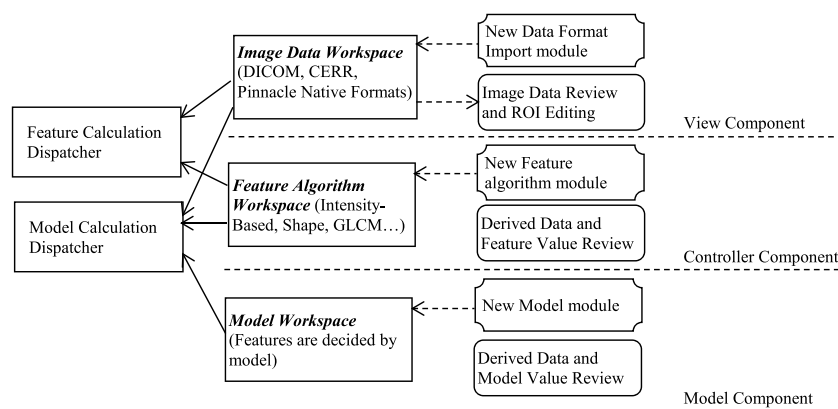 New Data Format
Import module
Image Data Workspace
(DICOM, CERR,
Pinnacle Native Formats)
Image Data Review
and ROI Editing
View Component
Feature Calculation
Dispatcher
New Feature
algorithm module
Feature Algorithm
Workspace (Intensity-
Based, Shape, GLCM…)
Model Calculation
Dispatcher
Derived Data and
Feature Value Review
Controller Component
New Model module
Model Workspace
(Features are decided by
model)
Derived Data and
Model Value Review
Model Component